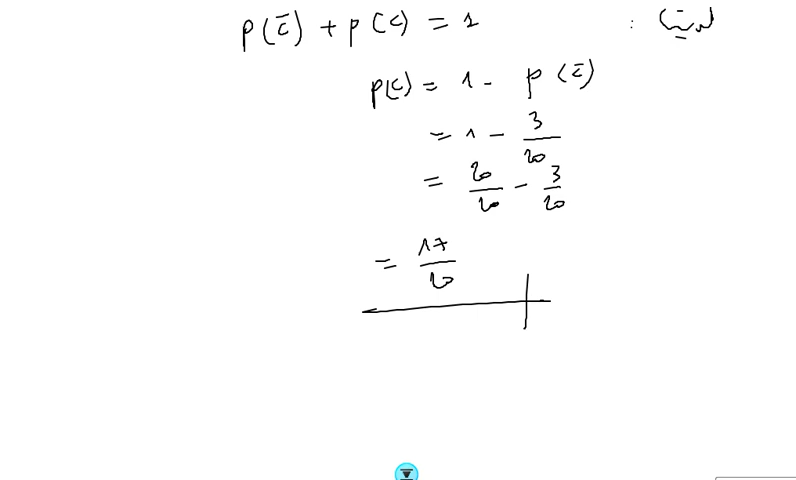 لدينا : p(c̄) + p(c) = 1
p(c) = 1 - p(c̄)
= 1 - 3/20
= 20/20 - 3/20
= 17/20